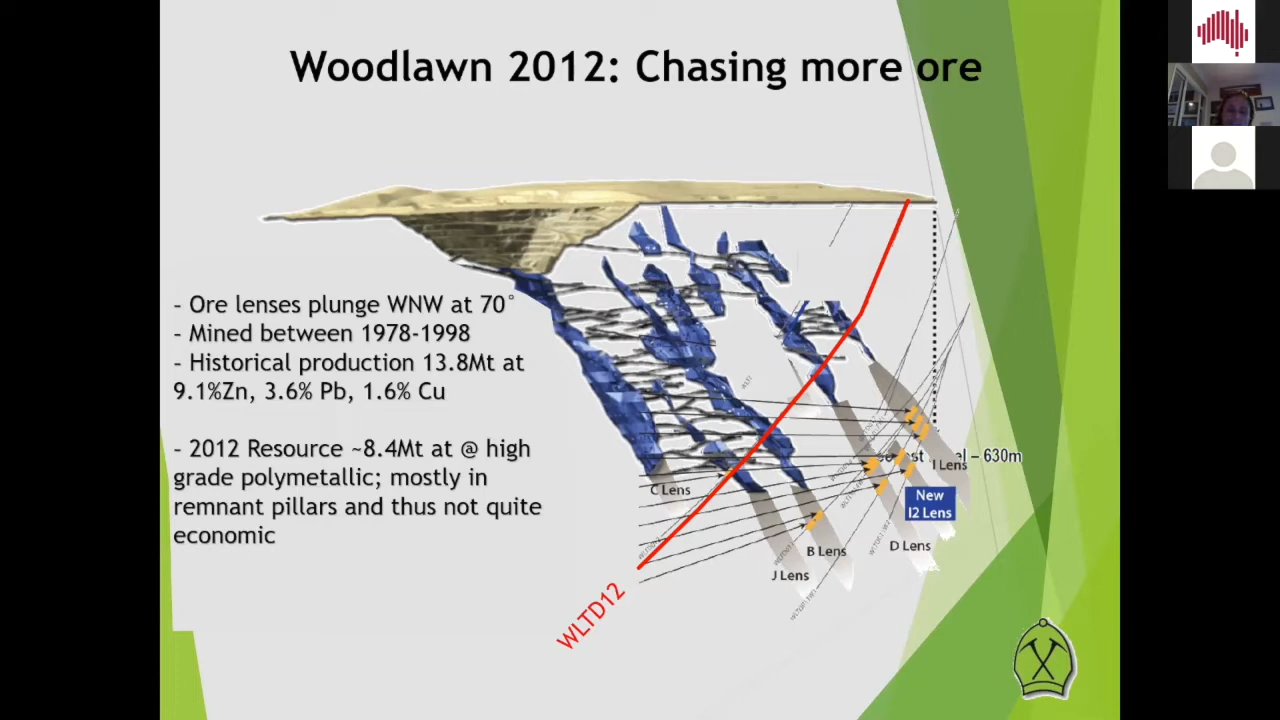 Woodlawn 2012: Chasing more ore
- Ore lenses plunge WNW at 70°
- Mined between 1978-1998
- Historical production 13.8Mt at
9.1%Zn, 3.6% Pb, 1.6% Cu
- 2012 Resource ~8.4Mt at @ high
grade polymetallic; mostly in
remnant pillars and thus not quite
economic
– 630m
I Lens
C Lens
New
I2 Lens
D Lens
B Lens
J Lens
WLTD12